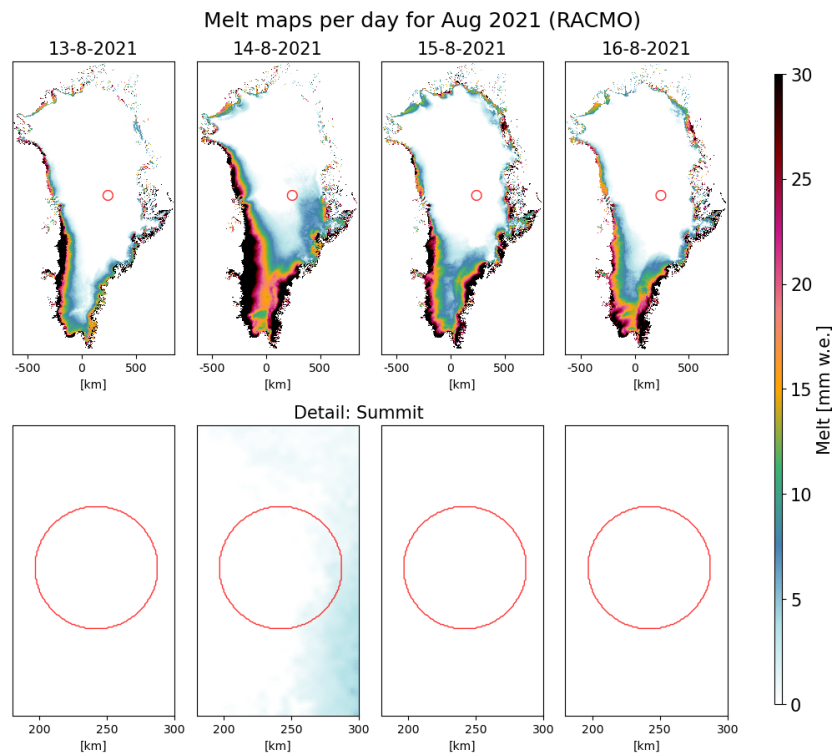 Melt maps per day for Aug 2021 (RACMO)
13-8-2021 14-8-2021 15-8-2021 16-8-2021
-500 0 500 -500 0 500 -500 0 500 -500 0 500
[km] [km] [km] [km]
Detail: Summit
200 250 300 200 250 300 200 250 300 200 250 300
[km] [km] [km] [km]
30
25
20
15
10
5
0
Melt [mm w.e.]